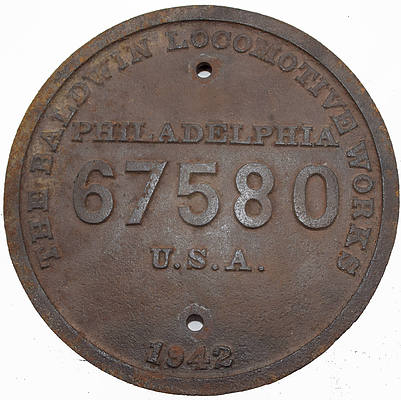 THE BALDWIN LOCOMOTIVE WORKS
PHILADELPHIA
67580
U.S.A.
1942